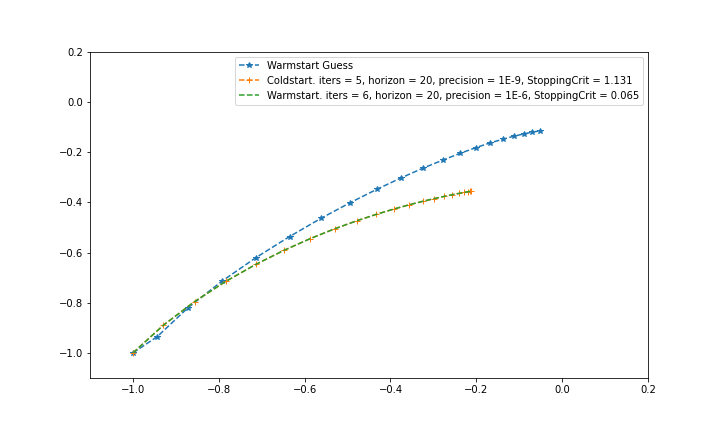 0.2
Warmstart Guess
Coldstart. iters = 5, horizon = 20, precision = 1E-9, StoppingCrit = 1.131
Warmstart. iters = 6, horizon = 20, precision = 1E-6, StoppingCrit = 0.065
0.0
−0.2
−0.4
−0.6
−0.8
−1.0
−1.0 −0.8 −0.6 −0.4 −0.2 0.0 0.2